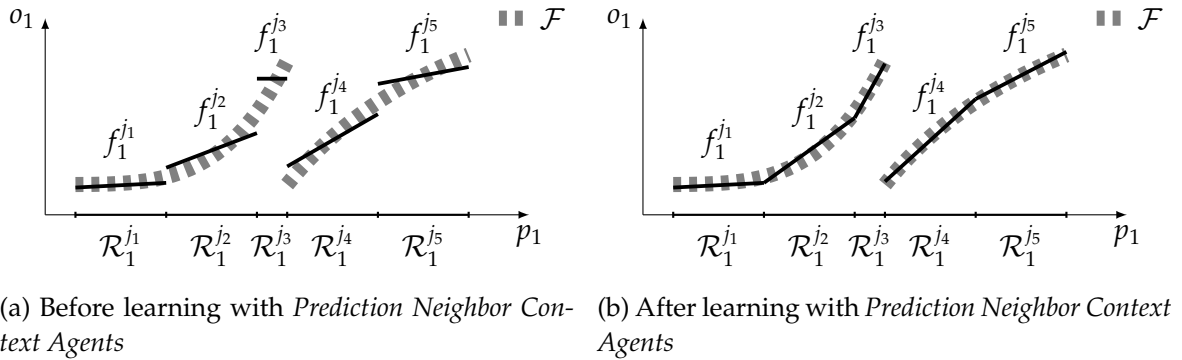 o₁ f₁^{j₁} f₁^{j₂} f₁^{j₃} f₁^{j₄} f₁^{j₅} ℱ
ℛ₁^{j₁} ℛ₁^{j₂} ℛ₁^{j₃} ℛ₁^{j₄} ℛ₁^{j₅} p₁
(a) Before learning with Prediction Neighbor Con-
text Agents
o₁ f₁^{j₁} f₁^{j₂} f₁^{j₃} f₁^{j₄} f₁^{j₅} ℱ
ℛ₁^{j₁} ℛ₁^{j₂} ℛ₁^{j₃} ℛ₁^{j₄} ℛ₁^{j₅} p₁
(b) After learning with Prediction Neighbor Context
Agents